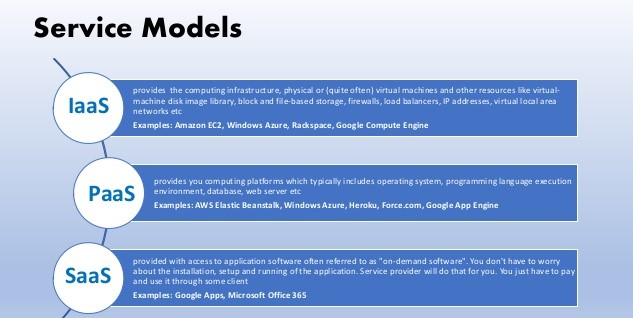 Service Models
IaaS
provides the computing infrastructure, physical or (quite often) virtual machines and other resources like virtual-
machine disk image library, block and file-based storage, firewalls, load balancers, IP addresses, virtual local area
networks etc
Examples: Amazon EC2, Windows Azure, Rackspace, Google Compute Engine
PaaS
provides you computing platforms which typically includes operating system, programming language execution
environment, database, web server etc
Examples: AWS Elastic Beanstalk, Windows Azure, Heroku, Force.com, Google App Engine
SaaS
provided with access to application software often referred to as "on-demand software". You don't have to worry
about the installation, setup and running of the application. Service provider will do that for you. You just have to pay
and use it through some client
Examples: Google Apps, Microsoft Office 365